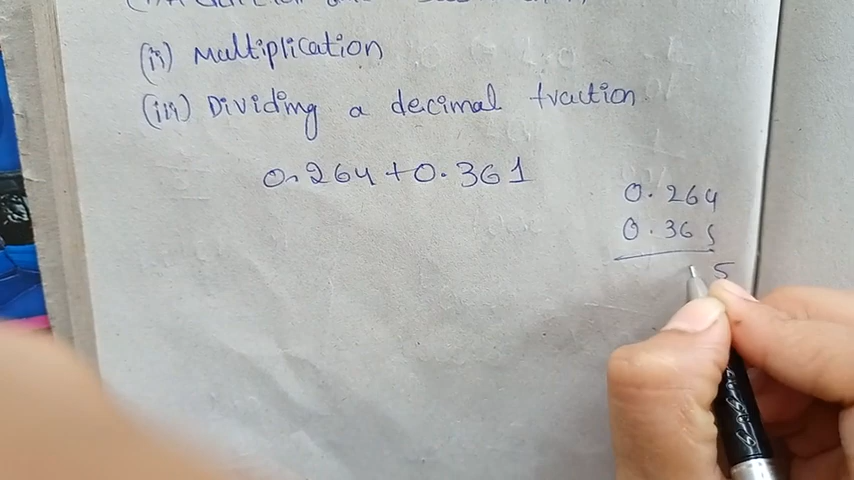 (ii) Multiplication
(iii) Dividing a decimal fraction
0.264+0.361
0.264
0.361
5